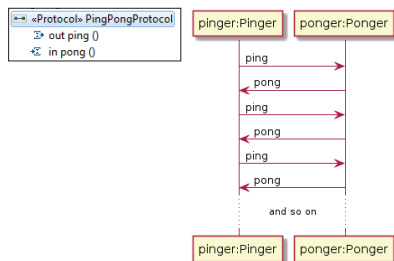 «Protocol» PingPongProtocol
out ping ()
in pong ()
pinger:Pinger
ponger:Ponger
ping
pong
ping
pong
ping
pong
and so on
pinger:Pinger
ponger:Ponger